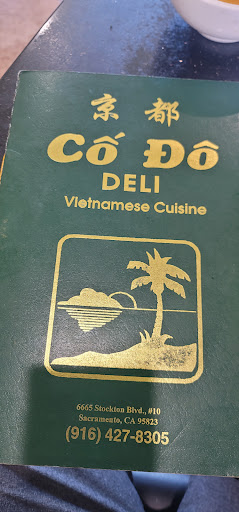 京都
Cố Đô
DELI
Vietnamese Cuisine
6665 Stockton Blvd., #10
Sacramento, CA 95823
(916) 427-8305